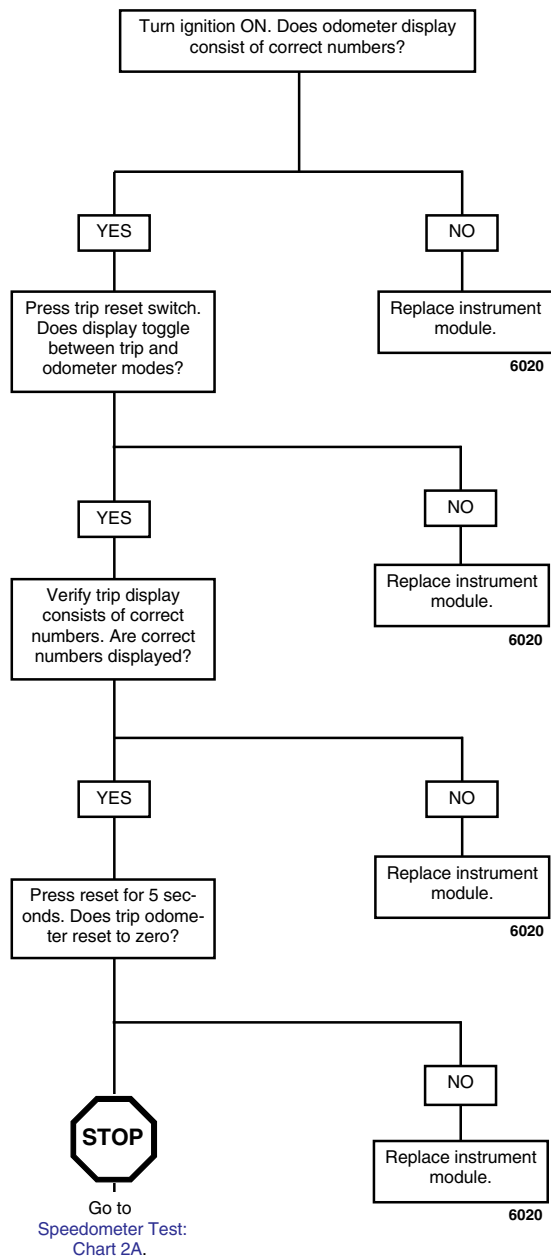 Turn ignition ON. Does odometer display
consist of correct numbers?
YES
NO
Press trip reset switch.
Does display toggle
between trip and
odometer modes?
Replace instrument
module.
6020
YES
NO
Verify trip display
consists of correct
numbers. Are correct
numbers displayed?
Replace instrument
module.
6020
YES
NO
Press reset for 5 sec-
onds. Does trip odome-
ter reset to zero?
Replace instrument
module.
6020
NO
STOP
Go to
Speedometer Test:
Chart 2A.
Replace instrument
module.
6020